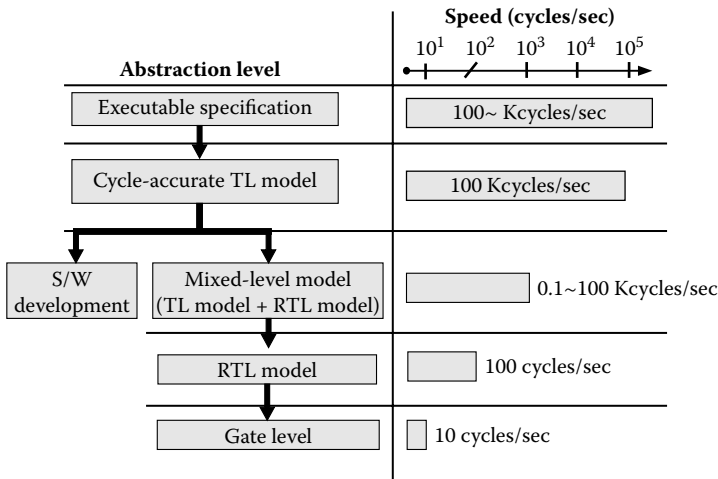 Speed (cycles/sec)
10^1 10^2 10^3 10^4 10^5
Abstraction level
Executable specification
100~ Kcycles/sec
Cycle-accurate TL model
100 Kcycles/sec
S/W
development
Mixed-level model
(TL model + RTL model)
0.1~100 Kcycles/sec
RTL model
100 cycles/sec
Gate level
10 cycles/sec